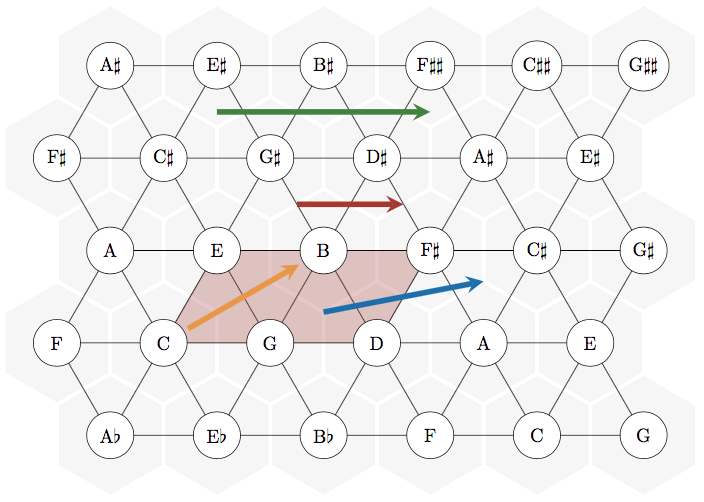 A♯ E♯ B♯ F♯♯ C♯♯ G♯♯
F♯ C♯ G♯ D♯ A♯ E♯
A E B F♯ C♯ G♯
F C G D A E
A♭ E♭ B♭ F C G